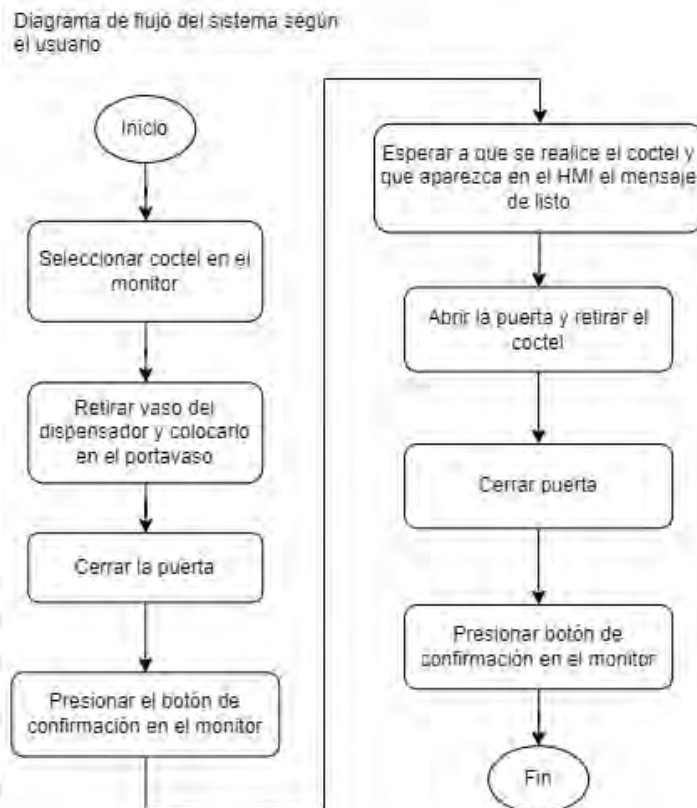 Diagrama de flujo del sistema según
el usuario
Inicio
Seleccionar coctel en el
monitor
Retirar vaso del
dispensador y colocarlo
en el portavaso
Cerrar la puerta
Presionar el botón de
confirmación en el monitor
Esperar a que se realice el coctel y
que aparezca en el HMI el mensaje
de listo
Abrir la puerta y retirar el
coctel
Cerrar puerta
Presionar botón de
confirmación en el monitor
Fin